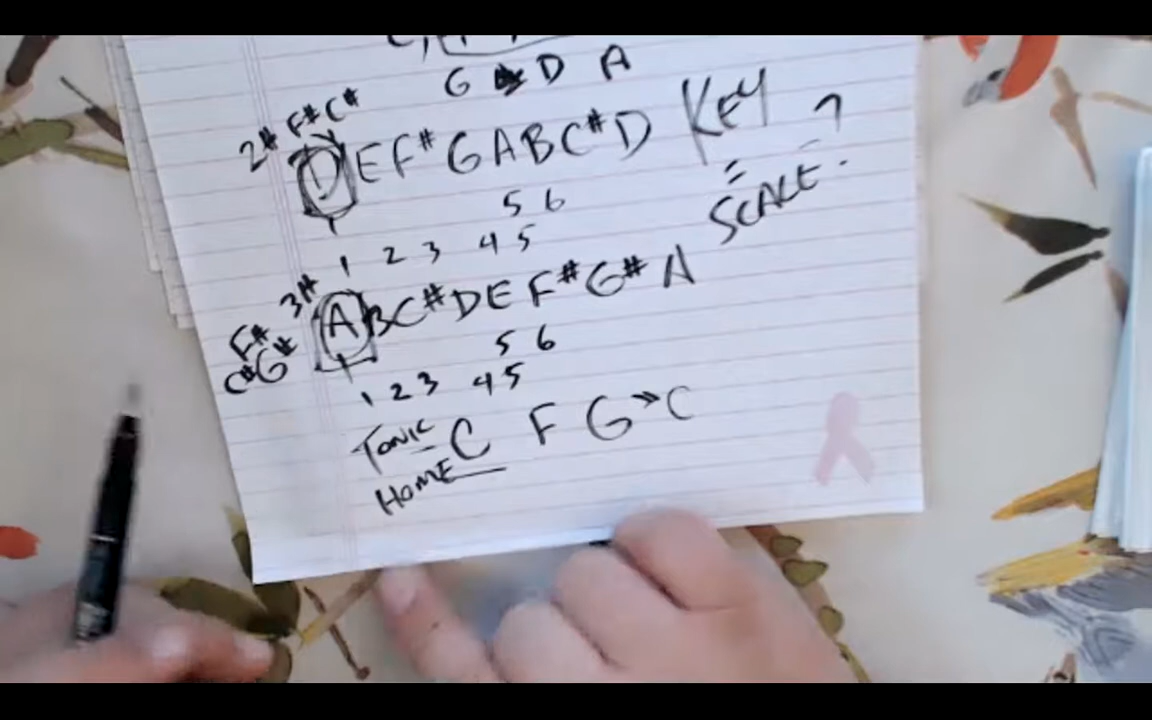 G D A
2# F# C#
D E F# G A B C# D KEY = SCALE ?
5 6
1 2 3 4 5
3#
F# C# G#
A B C# D E F# G# A
5 6
1 2 3 4 5
TONIC C F G » C
HOME